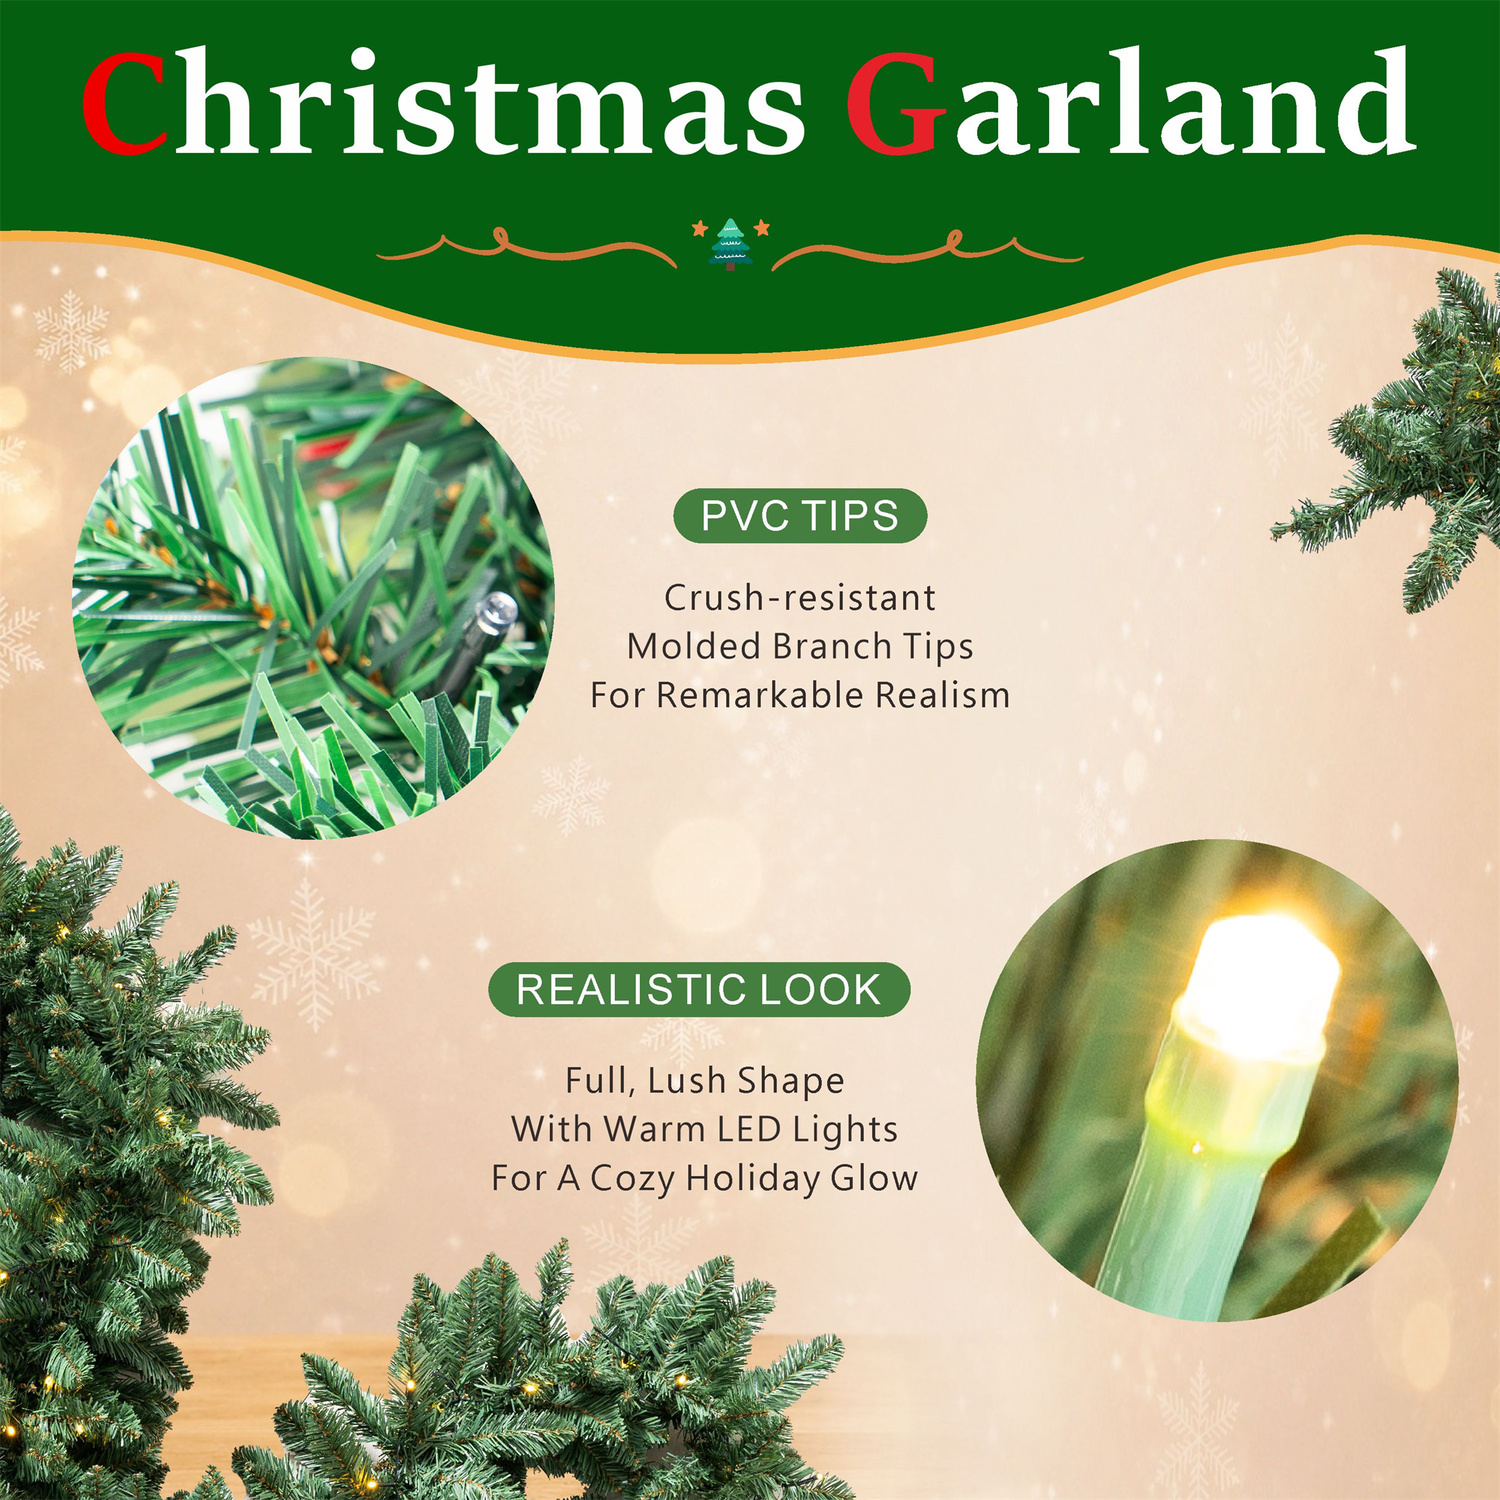 Christmas Garland
PVC TIPS
Crush-resistant
Molded Branch Tips
For Remarkable Realism
REALISTIC LOOK
Full, Lush Shape
With Warm LED Lights
For A Cozy Holiday Glow